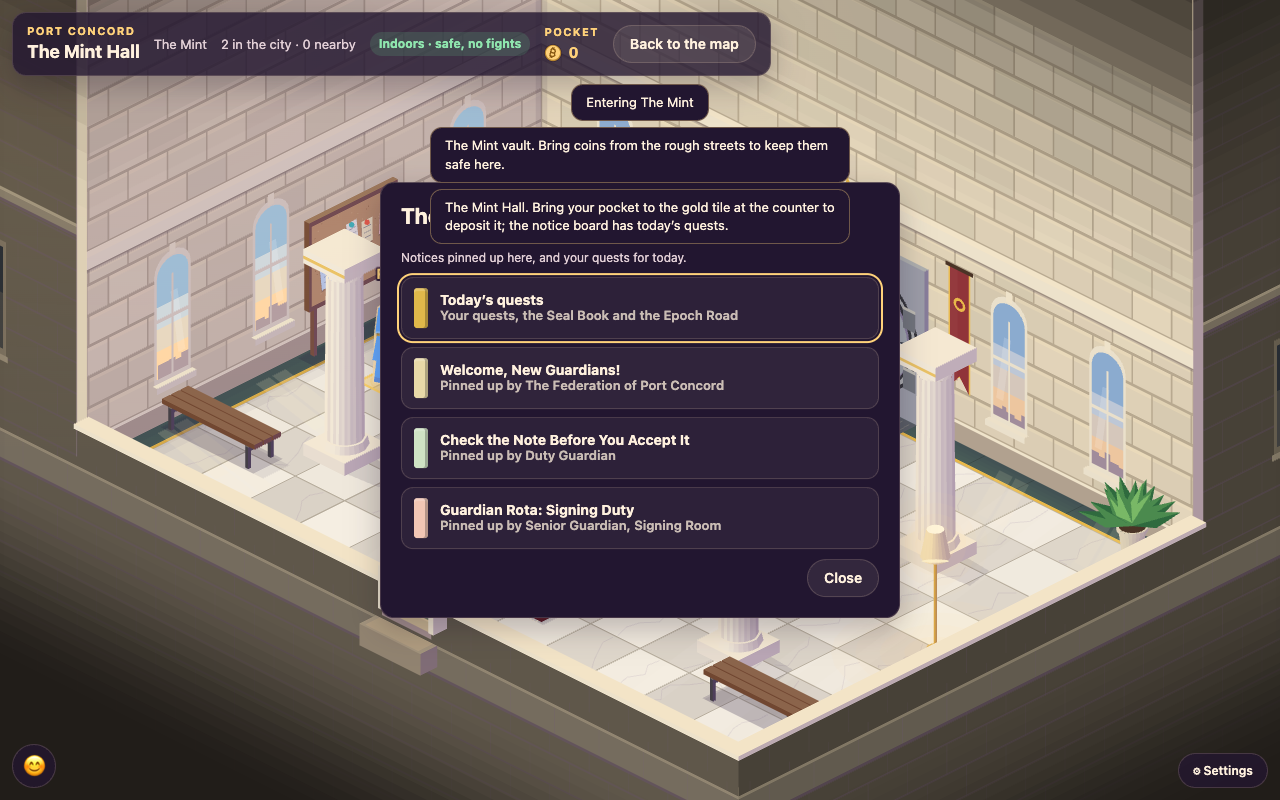 PORT CONCORD
The Mint Hall
The Mint
2 in the city · 0 nearby
Indoors · safe, no fights
POCKET
0
Back to the map
Entering The Mint
The Mint vault. Bring coins from the rough streets to keep them
safe here.
The Mint Hall. Bring your pocket to the gold tile at the counter to
deposit it; the notice board has today’s quests.
Notices pinned up here, and your quests for today.
Today’s quests
Your quests, the Seal Book and the Epoch Road
Welcome, New Guardians!
Pinned up by The Federation of Port Concord
Check the Note Before You Accept It
Pinned up by Duty Guardian
Guardian Rota: Signing Duty
Pinned up by Senior Guardian, Signing Room
Close
Settings